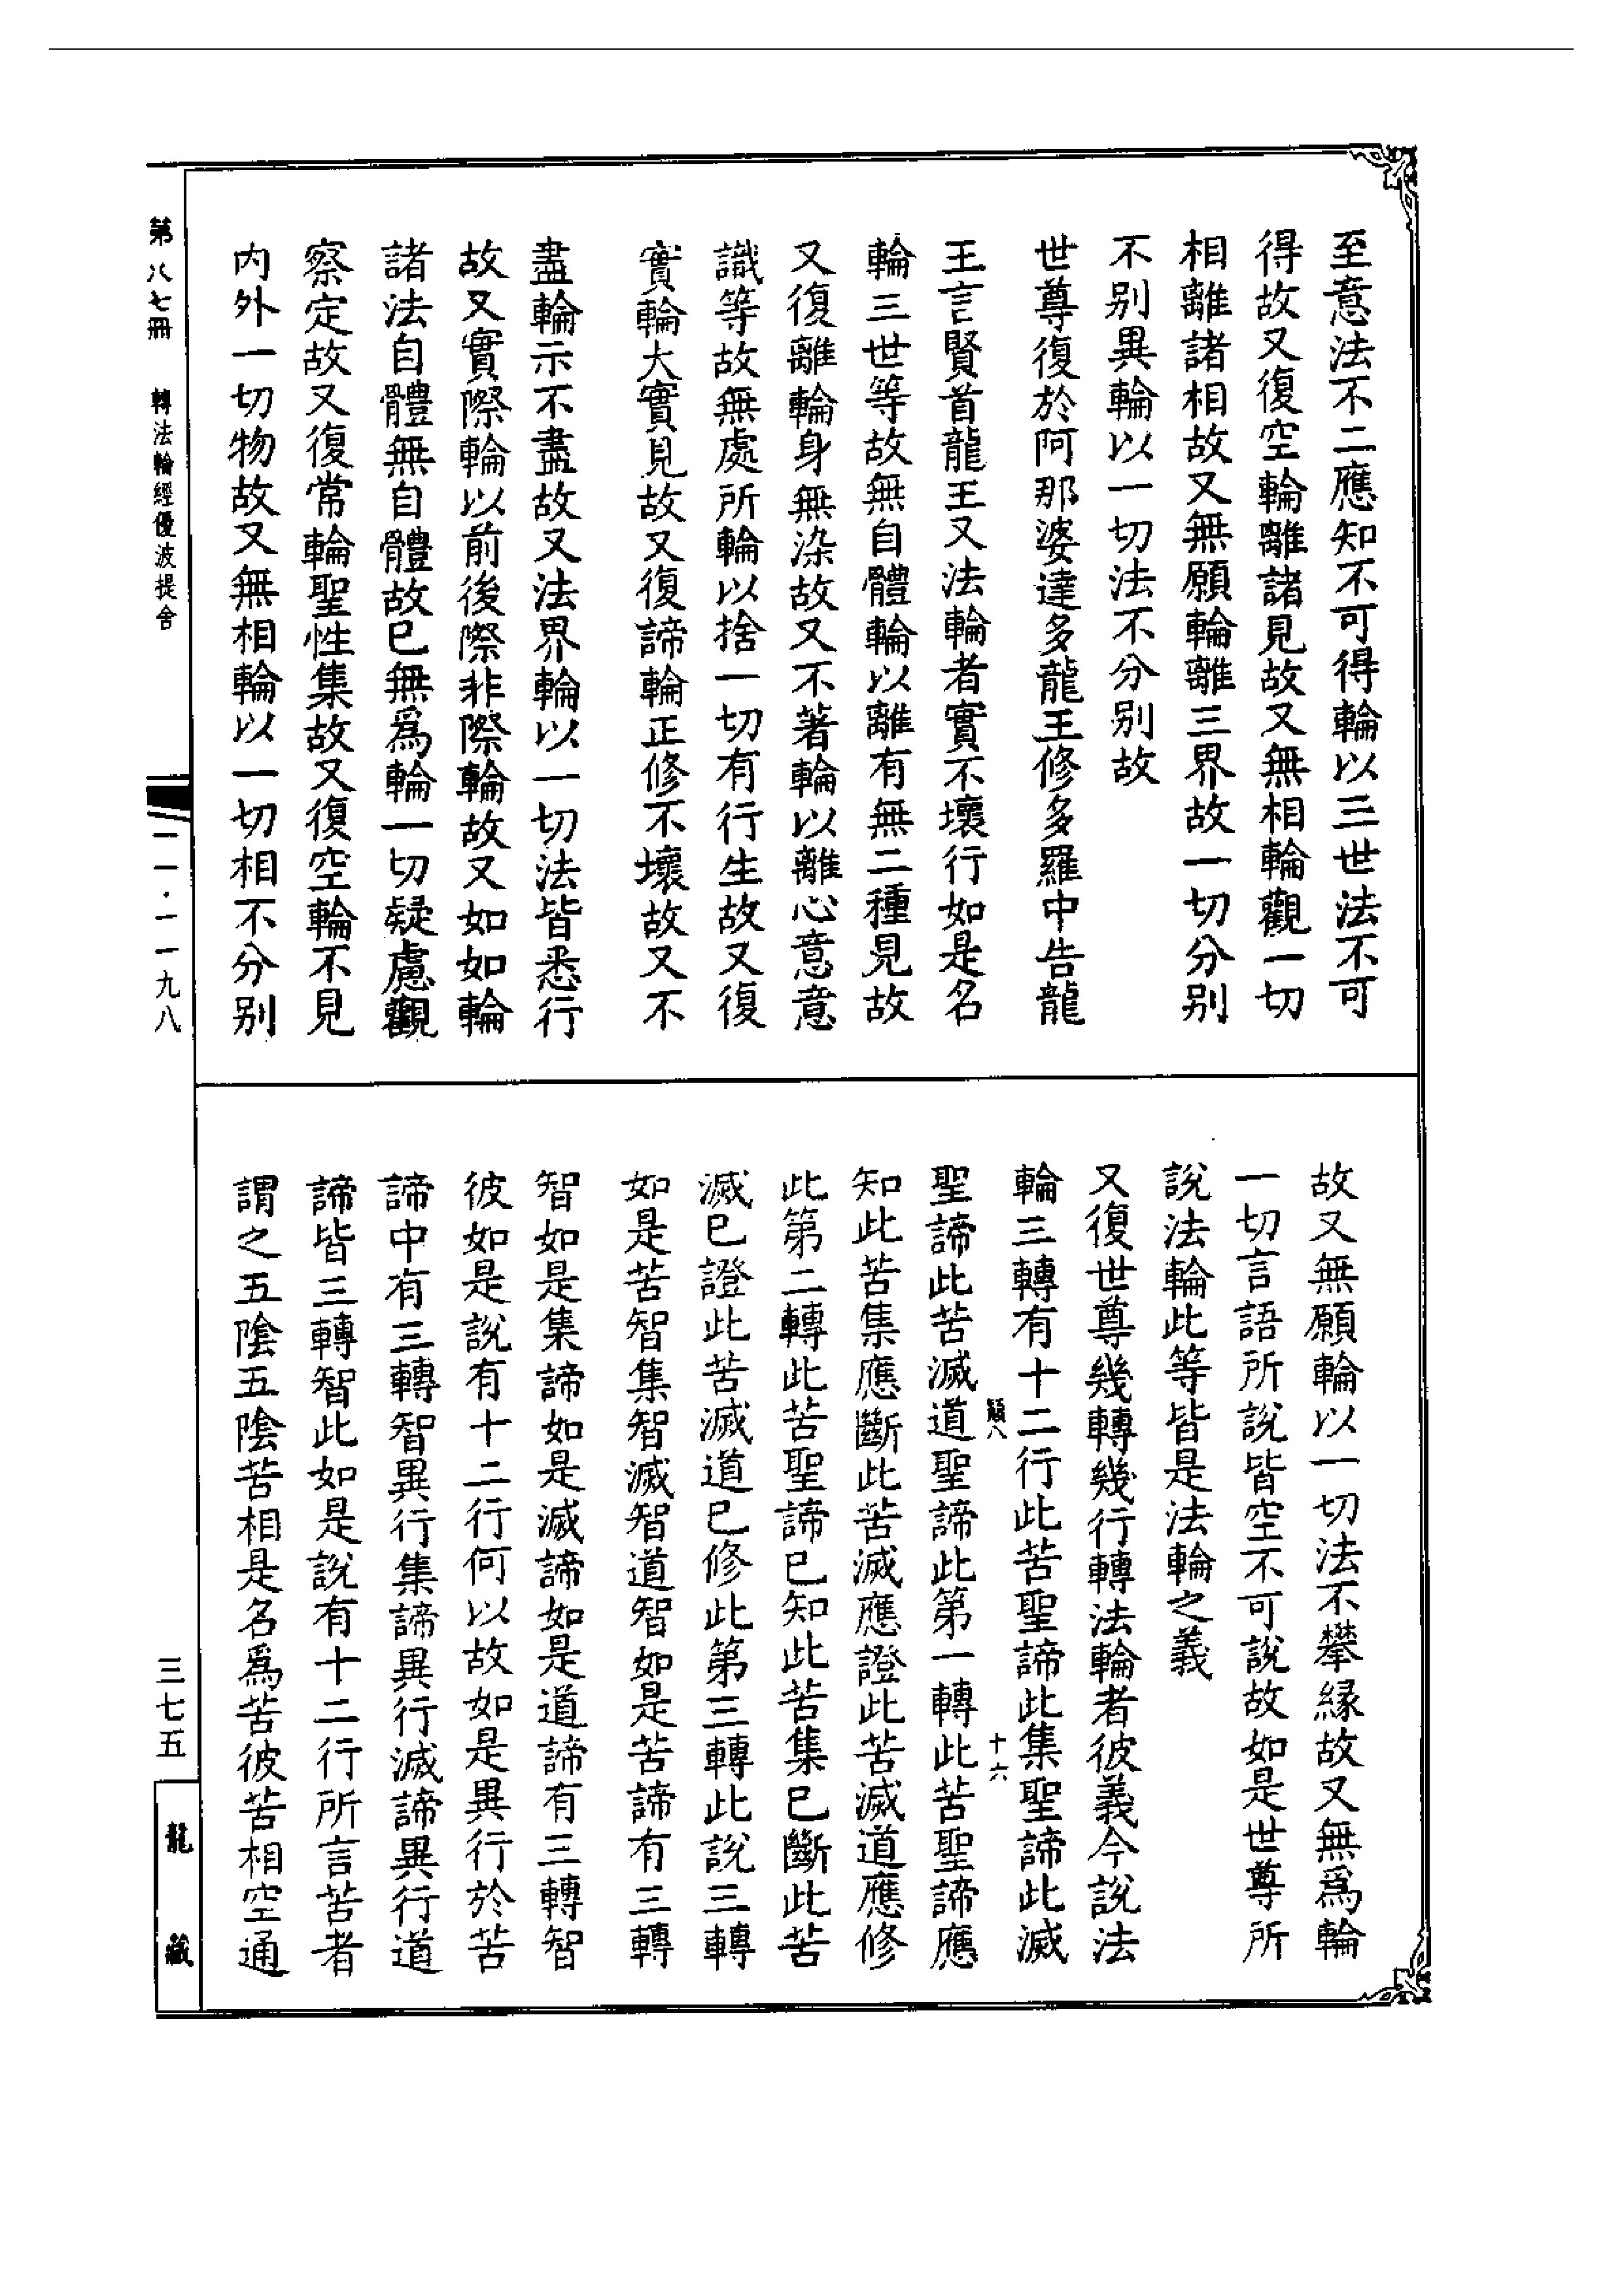 至意法不二應知不可得輪以三世法不可
得故又復空輪離諸見故又無相輪觀一切
相離諸相故又無願輪離三界故一切分别
不别異輪以一切法不分别故
世尊復於阿那婆達多龍王修多羅中告龍
王言賢首龍王又法輪者實不壞行如是名
輪三世等故無自體輪以離有無二種見故
又復離輪身無染故又不著輪以離心意意
識等故無處所輪以捨一切有行生故又復
實輪大實見故又復諦輪正修不壞故又不
盡輪示不盡故又法界輪以一切法皆悉行
故又實際輪以前後際非際輪故又如如輪
諸法自體無自體故已無爲輪一切疑慮觀
察定故又復常輪聖性集故又復空輪不見
内外一切物故又無相輪以一切相不分别
故又無願輪以一切法不攀緣故又無爲輪
一切言語所說皆空不可說故如是世尊所
說法輪此等皆是法輪之義
又復世尊幾轉幾行轉法輪者彼義今說法
輪三轉有十二行此苦聖諦此集聖諦此滅
顛八
十六
聖諦此苦滅道聖諦此第一轉此苦聖諦應
知此苦集應斷此苦滅應證此苦滅道應修
此第二轉此苦聖諦已知此苦集已斷此苦
滅已證此苦滅道已修此第三轉此說三轉
如是苦智集智滅智道智如是苦諦有三轉
智如是集諦如是滅諦如是道諦有三轉智
彼如是說有十二行何以故如是異行於苦
諦中有三轉智異行集諦異行滅諦異行道
諦皆三轉智此如是說有十二行所言苦者
謂之五陰五陰苦相是名爲苦彼苦相空通
第八七冊
轉法輪經優波提舍
一一·一一九八
三七五
龍藏